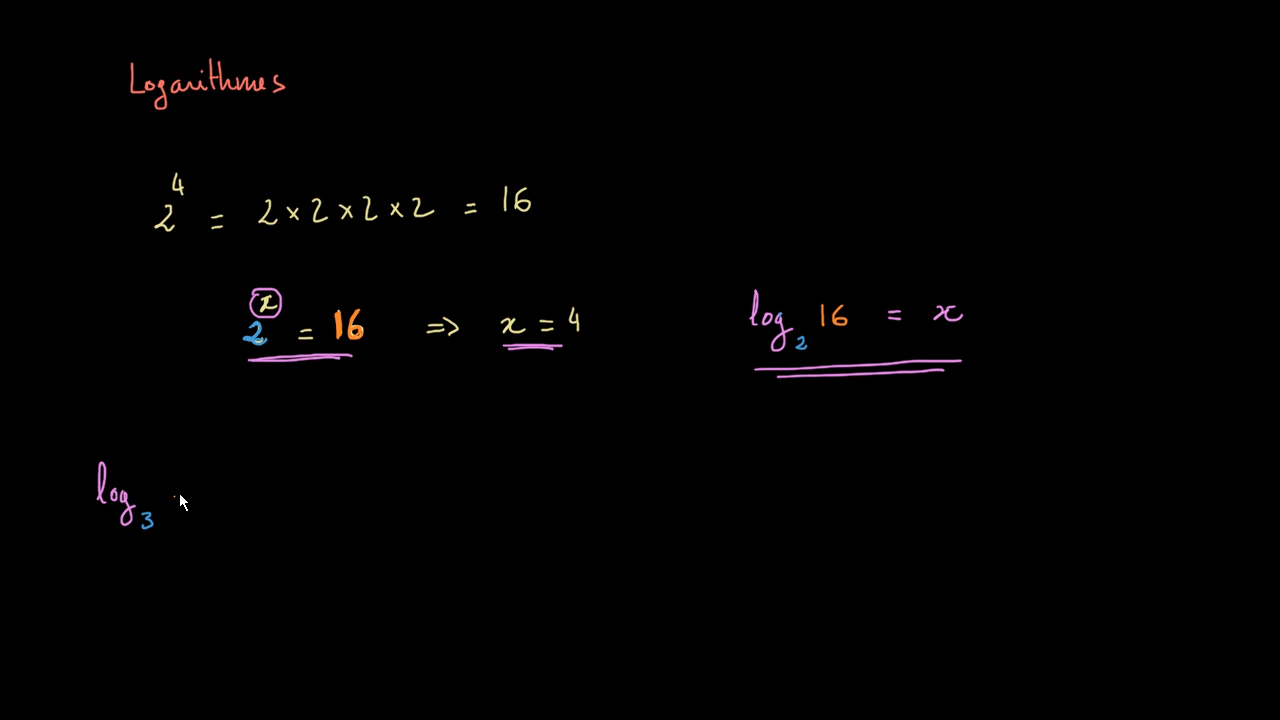 Logarithmes
2⁴ = 2 × 2 × 2 × 2 = 16
2ˣ = 16 => x = 4 log₂ 16 = x
log₃